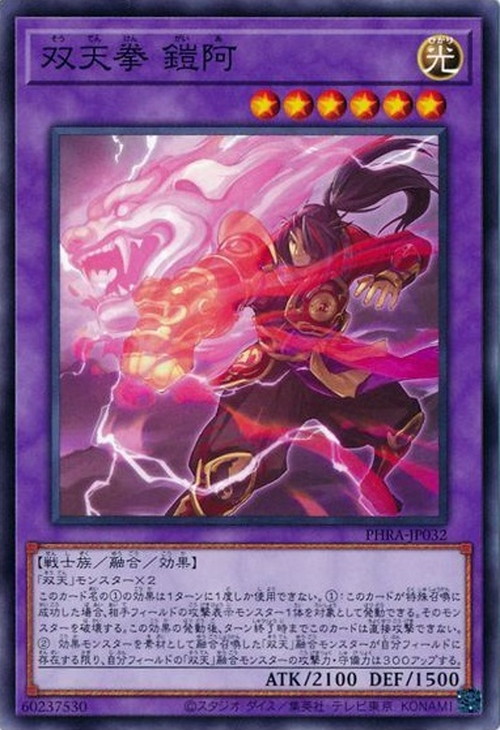 双天拳 鎧阿
光
PHRA-JP032
【戦士族／融合／効果】
「双天」モンスター×2
このカード名の①の効果は1ターンに1度しか使用できない。①：このカードが特殊召喚に
成功した場合、相手フィールドの攻撃表示モンスター1体を対象として発動できる。そのモン
スターを破壊する。この効果の発動後、ターン終了時までこのカードは直接攻撃できない。
② 効果モンスターを素材として融合召喚した「双天」融合モンスターが自分フィールドに
存在する限り、自分フィールドの「双天」融合モンスターの攻撃力・守備力は300アップする。
ATK/2100 DEF/1500
60237530 ©スタジオ・ダイス／集英社・テレビ東京・KONAMI